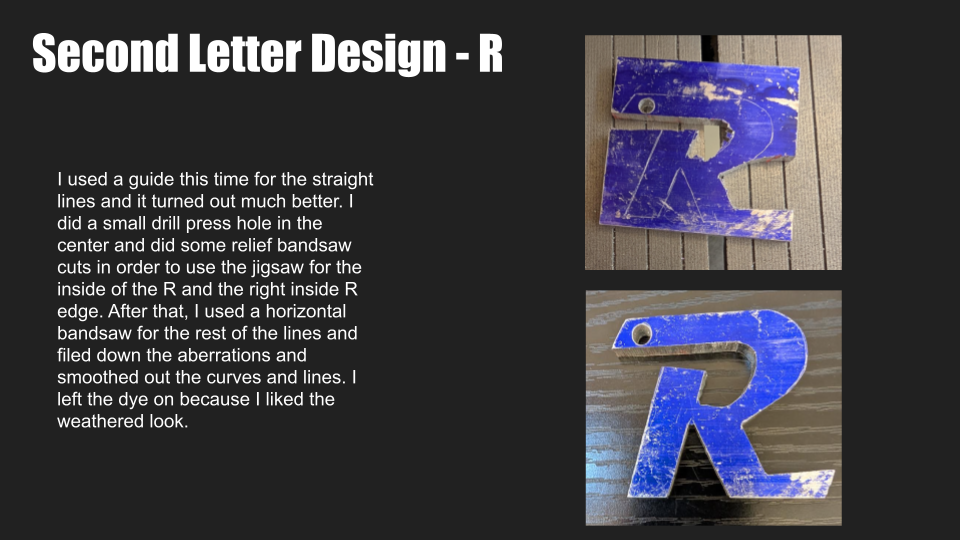 Second Letter Design - R
I used a guide this time for the straight
lines and it turned out much better. I
did a small drill press hole in the
center and did some relief bandsaw
cuts in order to use the jigsaw for the
inside of the R and the right inside R
edge. After that, I used a horizontal
bandsaw for the rest of the lines and
filed down the aberrations and
smoothed out the curves and lines. I
left the dye on because I liked the
weathered look.
R
R